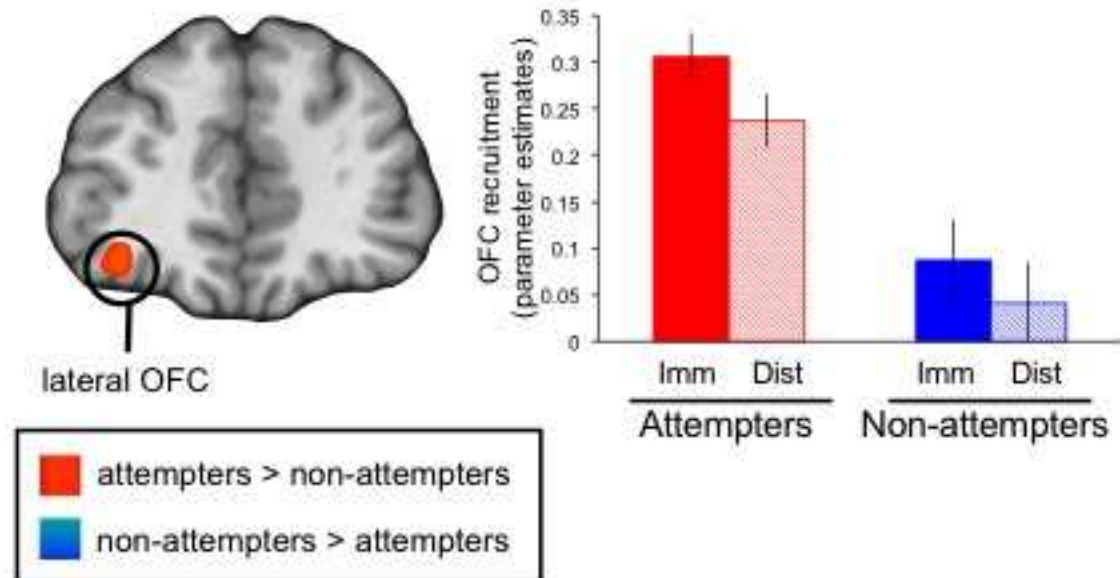 lateral OFC
attempters > non-attempters
non-attempters > attempters
OFC recruitment
(parameter estimates)
0.35
0.3
0.25
0.2
0.15
0.1
0.05
0
Imm Dist Imm Dist
Attempters Non-attempters